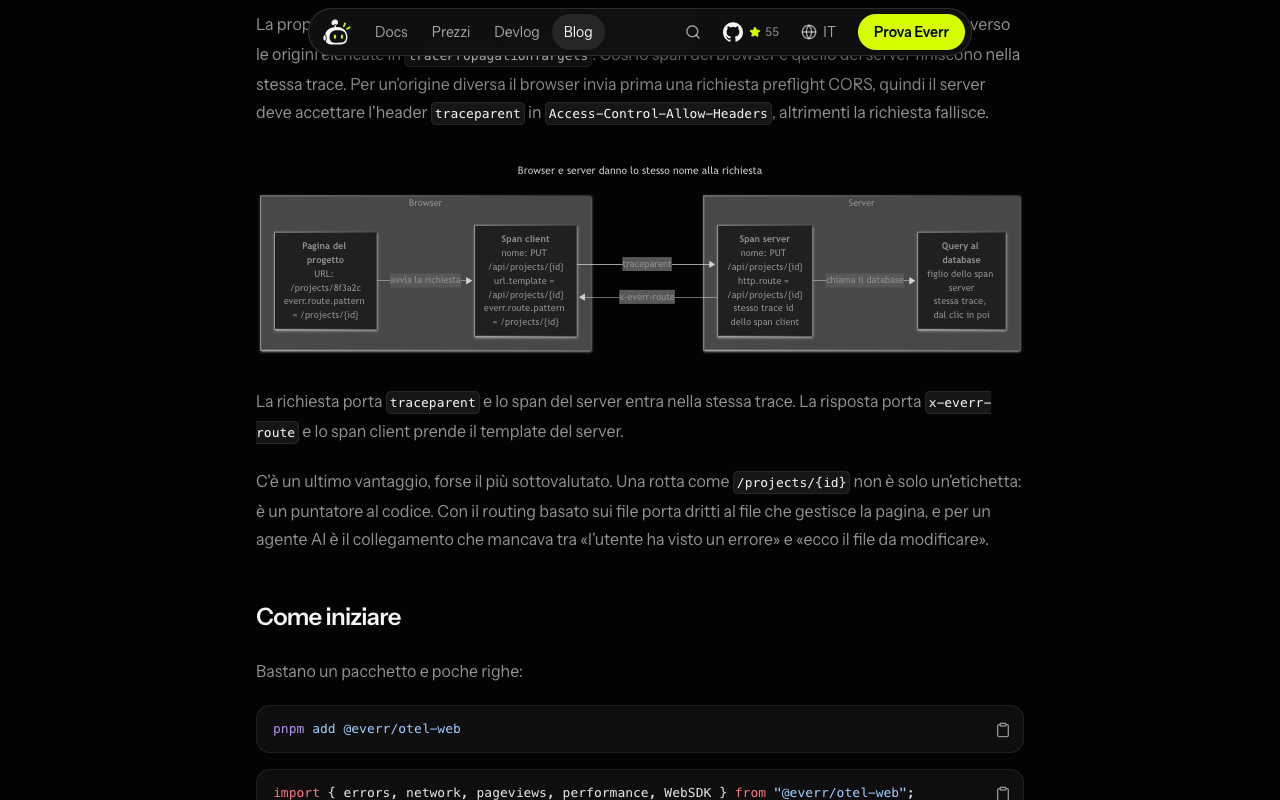 La prop
verso
Docs
Prezzi
Devlog
Blog
55
IT
Prova Everr
le origini elencate in tracePropagationTargets. Così lo span del browser e quello del server finiscono nella
stessa trace. Per un'origine diversa il browser invia prima una richiesta preflight CORS, quindi il server
deve accettare l'header traceparent in Access-Control-Allow-Headers, altrimenti la richiesta fallisce.
Browser e server danno lo stesso nome alla richiesta
Browser
Pagina del
progetto
URL:
/projects/8f3a2c
everr.route.pattern
= /projects/{id}
avvia la richiesta
Span client
nome: PUT
/api/projects/{id}
url.template =
/api/projects/{id}
everr.route.pattern
= /projects/{id}
traceparent
x-everr-route
Server
Span server
nome: PUT
/api/projects/{id}
http.route =
/api/projects/{id}
stesso trace id
dello span client
chiama il database
Query al
database
figlio dello span
server
stessa trace,
dal clic in poi
La richiesta porta traceparent e lo span del server entra nella stessa trace. La risposta porta x-everr-
route e lo span client prende il template del server.
C'è un ultimo vantaggio, forse il più sottovalutato. Una rotta come /projects/{id} non è solo un'etichetta:
è un puntatore al codice. Con il routing basato sui file porta dritti al file che gestisce la pagina, e per un
agente AI è il collegamento che mancava tra «l'utente ha visto un errore» e «ecco il file da modificare».
Come iniziare
Bastano un pacchetto e poche righe:
pnpm add @everr/otel-web
import { errors, network, pageviews, performance, WebSDK } from "@everr/otel-web";